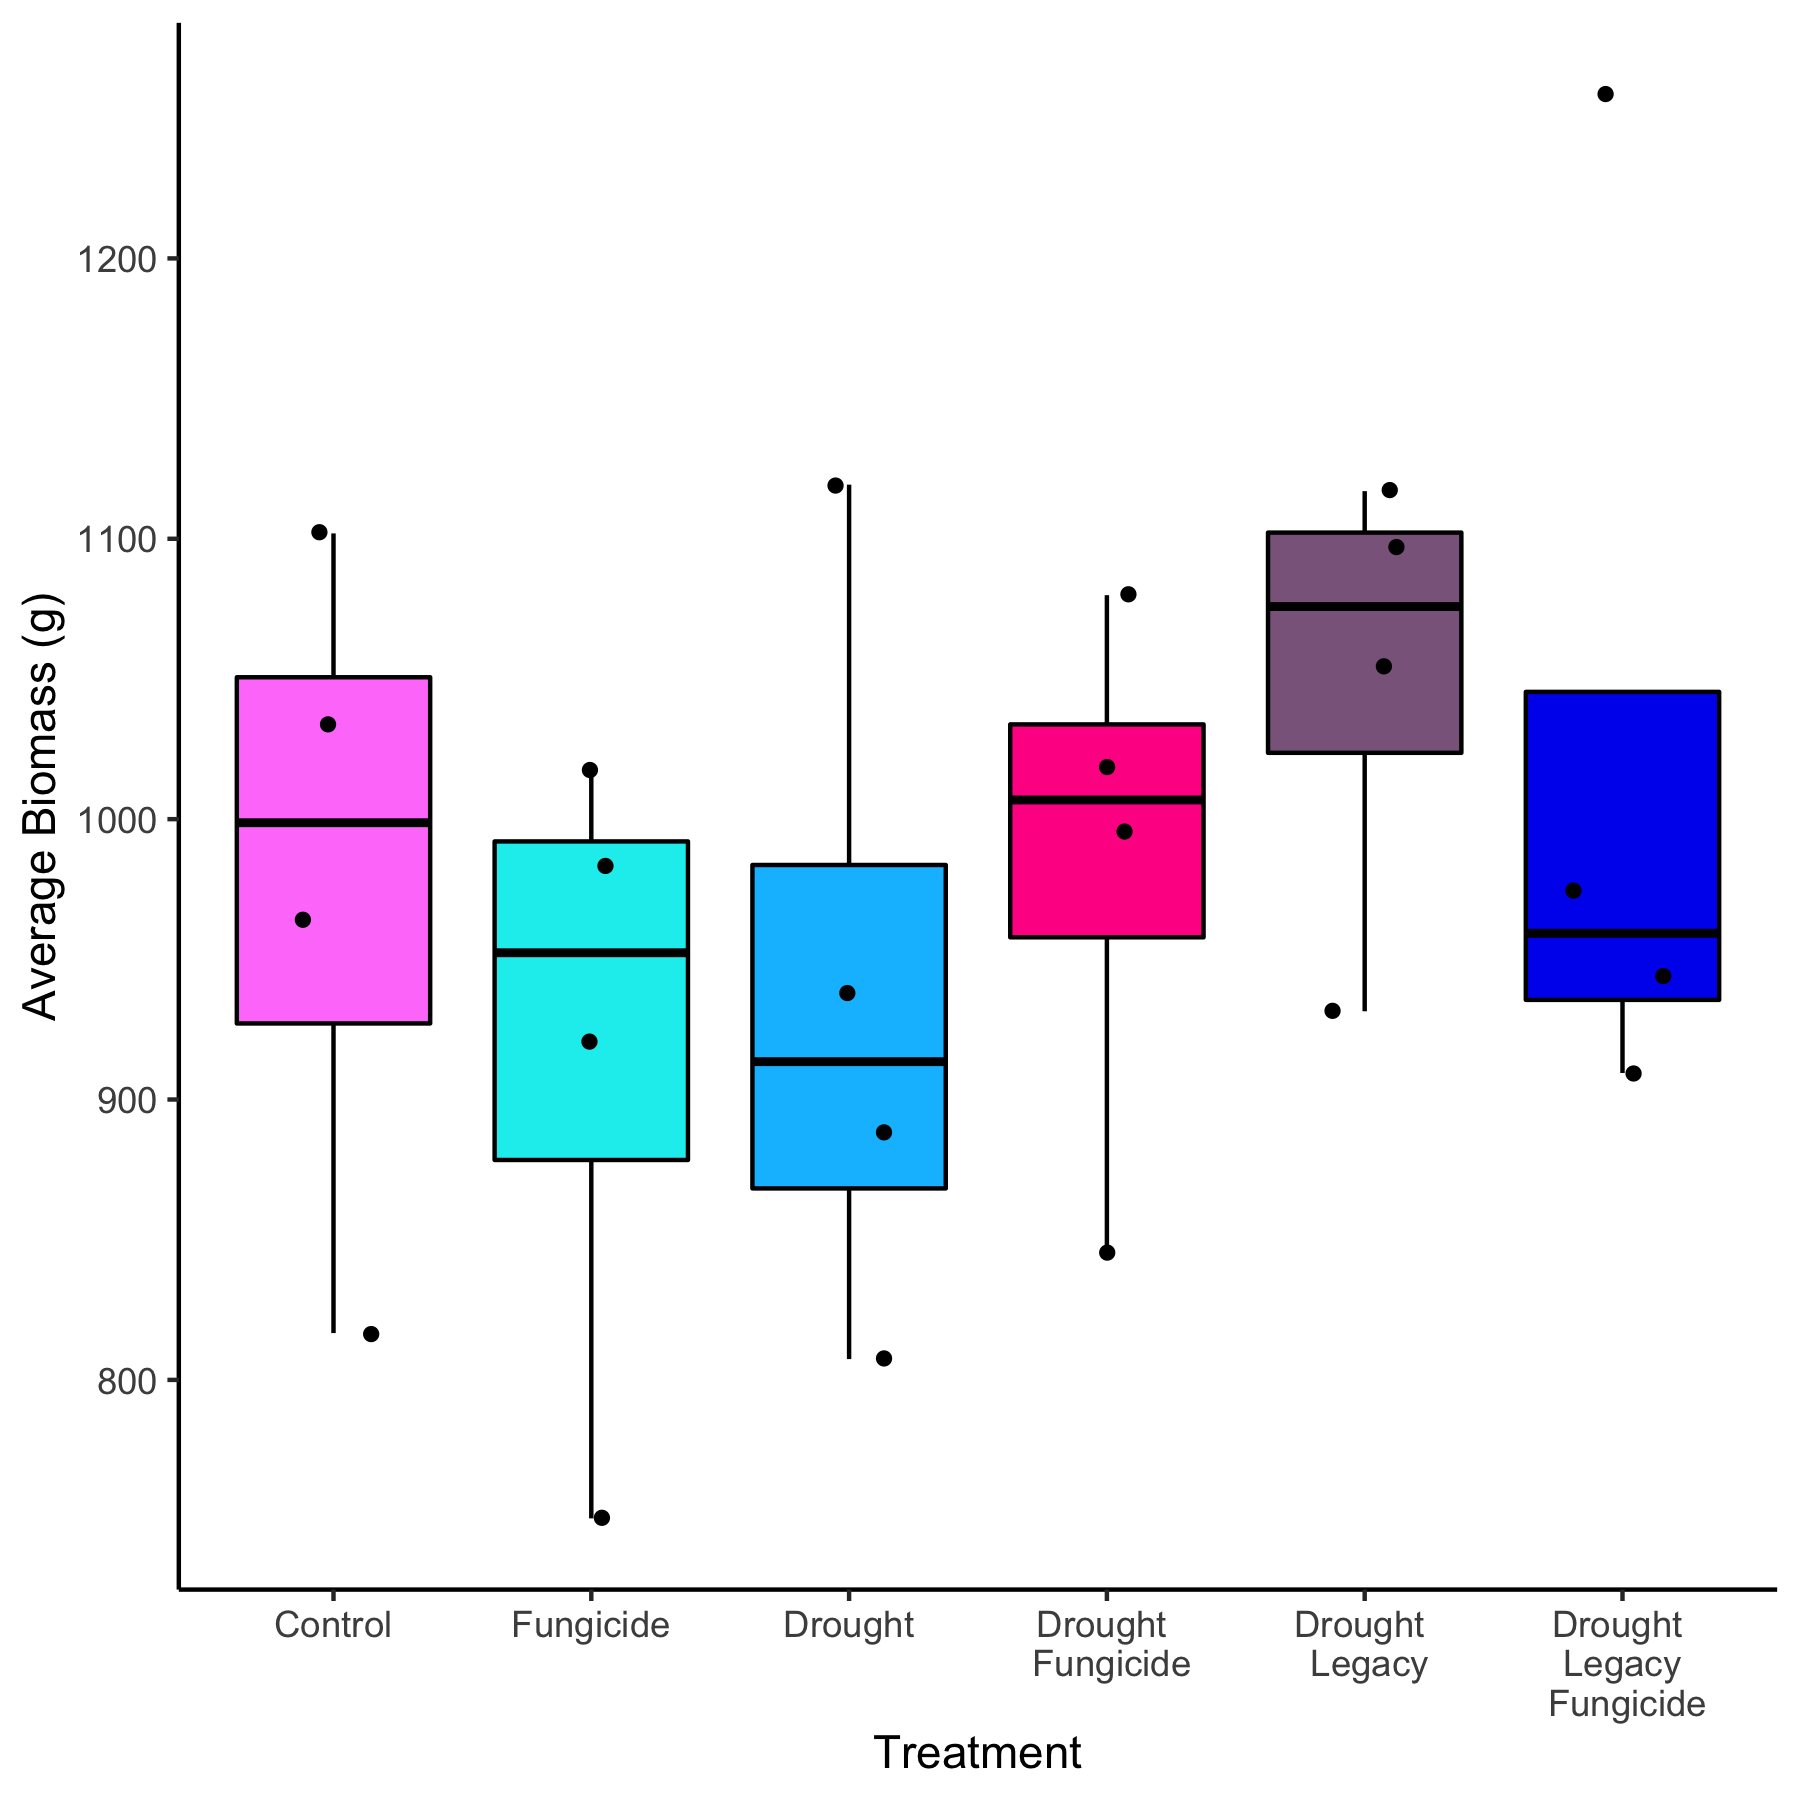 Average Biomass (g)
1200
1100
1000
900
800
Control
Fungicide
Drought
Drought
Fungicide
Drought
Legacy
Drought
Legacy
Fungicide
Treatment